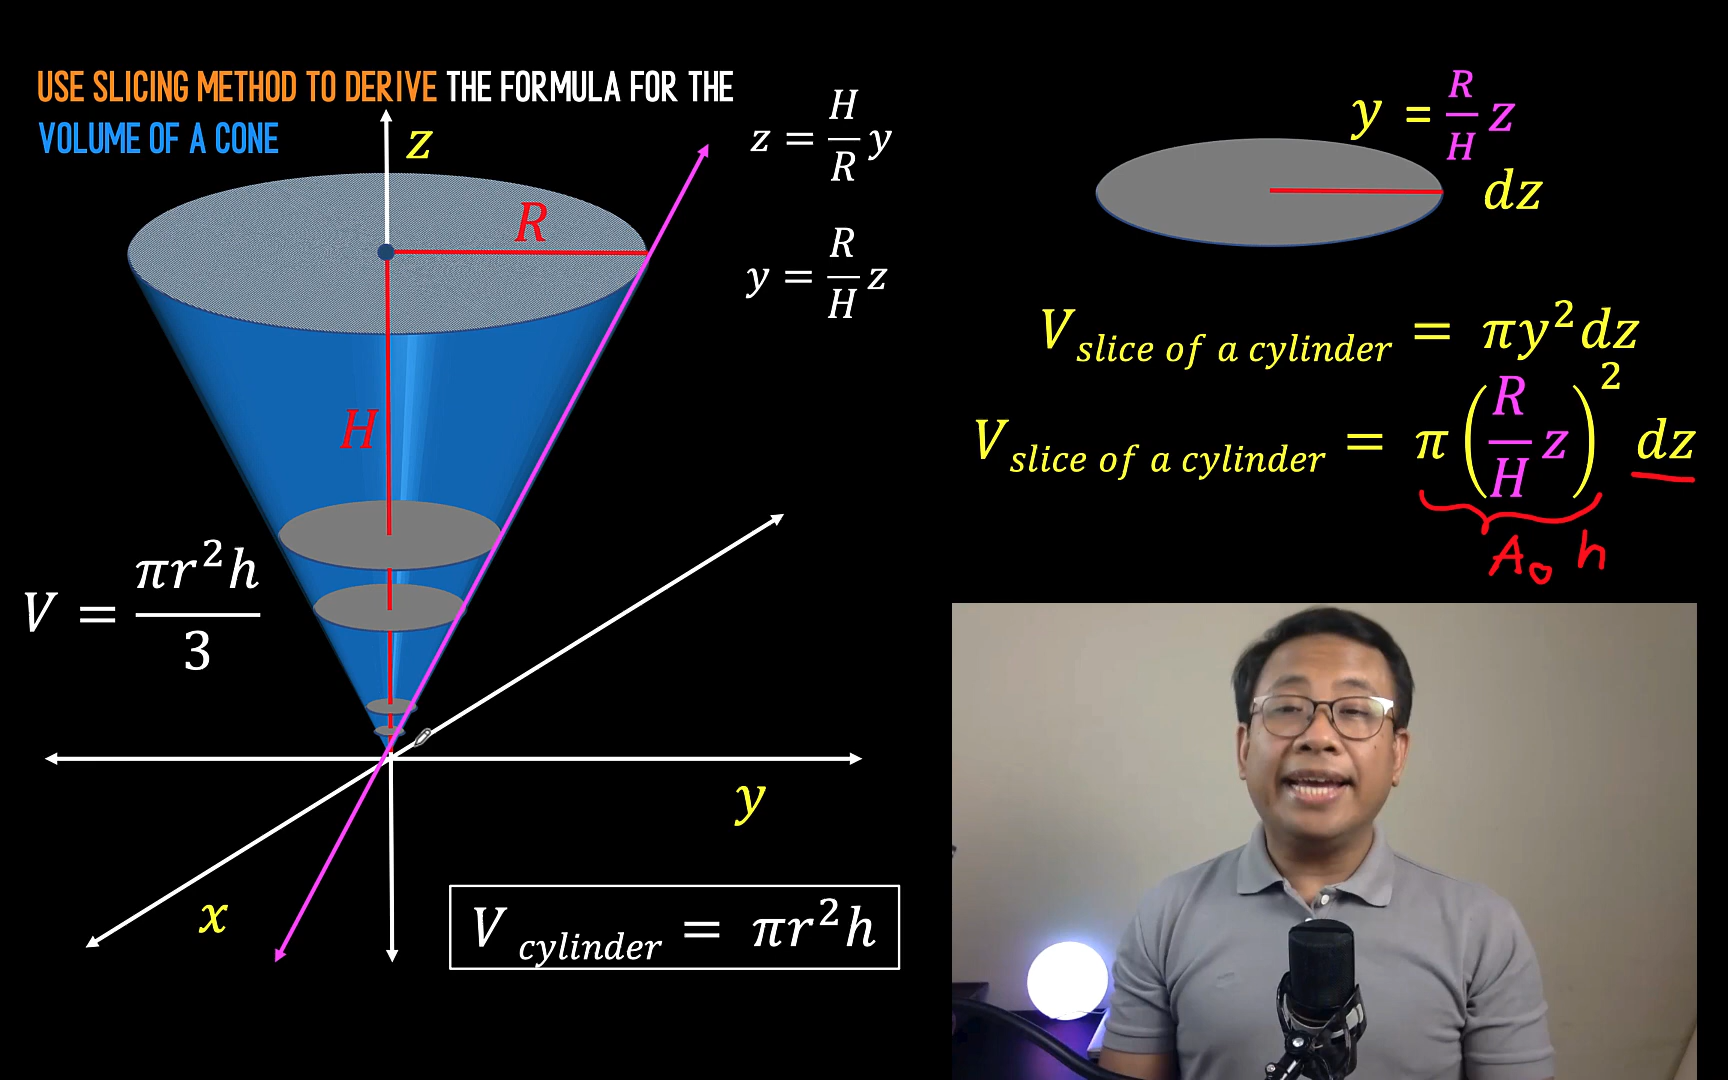 USE SLICING METHOD TO DERIVE THE FORMULA FOR THE
VOLUME OF A CONE
z
R
H
z = H/R y
y = R/H z
V = πr²h/3
y
x
V cylinder = πr²h
y = R/H z
dz
V slice of a cylinder = πy²dz
V slice of a cylinder = π(R/H z)² dz
A○ h